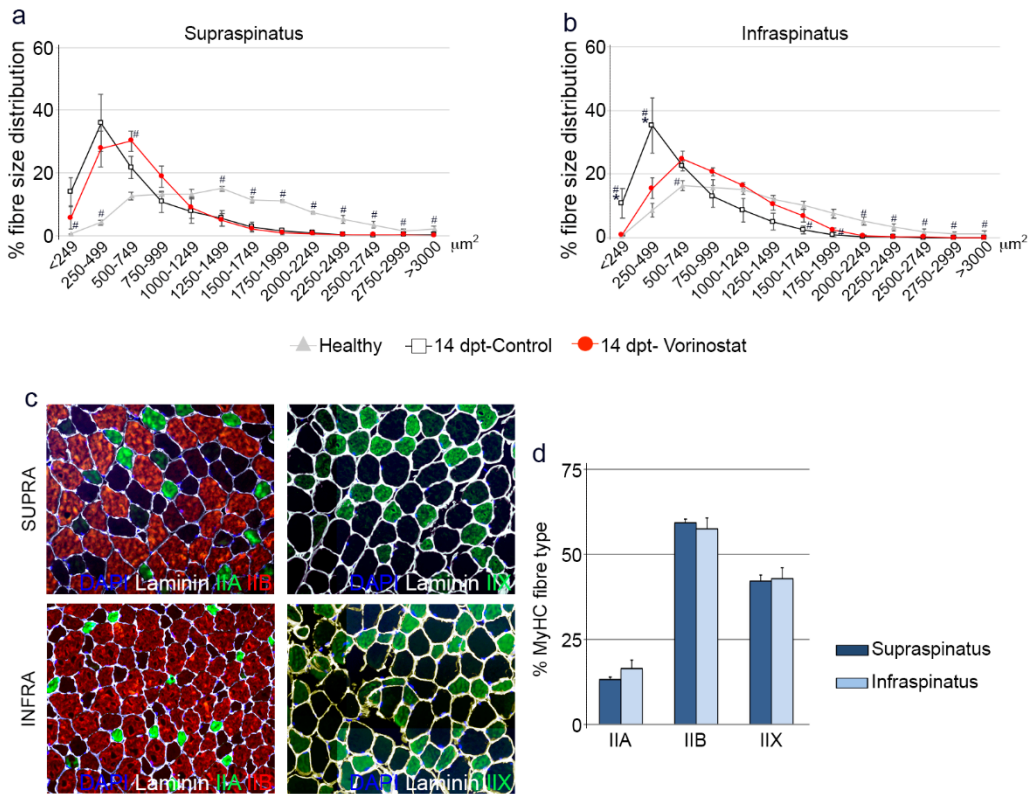 a
Supraspinatus
% fibre size distribution
60
40
20
0
#
#
#
#
#
#
#
#
#
#
#
<249
250-499
500-749
750-999
1000-1249
1250-1499
1500-1749
1750-1999
2000-2249
2250-2499
2500-2749
2750-2999
>3000
μm²
b
Infraspinatus
% fibre size distribution
60
40
20
0
#
*
#
*
#
#
#
#
#
#
#
#
<249
250-499
500-749
750-999
1000-1249
1250-1499
1500-1749
1750-1999
2000-2249
2250-2499
2500-2749
2750-2999
>3000
μm²
Healthy 14 dpt-Control 14 dpt- Vorinostat
c
SUPRA
DAPI Laminin IIA IIB
DAPI Laminin IIX
INFRA
DAPI Laminin IIA IIB
DAPI Laminin IIX
d
% MyHC fibre type
75
50
25
0
IIA IIB IIX
Supraspinatus
Infraspinatus